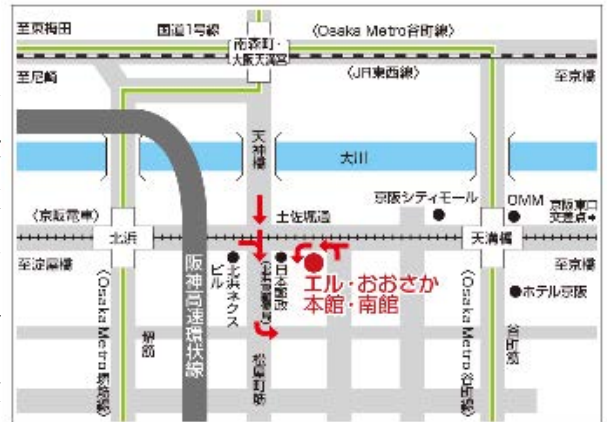 至東梅田
国道1号線
南森町・
大阪天満宮
〈Osaka Metro谷町線〉
至尼崎
〈JR東西線〉
至京橋
天神橋
大川
京阪シティモール
OMM
京阪東口
交差点➔
〈京阪電車〉
北浜
土佐堀通
天満橋
至淀屋橋
至京橋
阪神高速環状線
北浜ネクス
ビル
日本郵政
エル・おおさか
本館・南館
ホテル京阪
〈Osaka Metro堺筋線〉
堺筋
松屋町筋
〈Osaka Metro谷町線〉
谷町筋